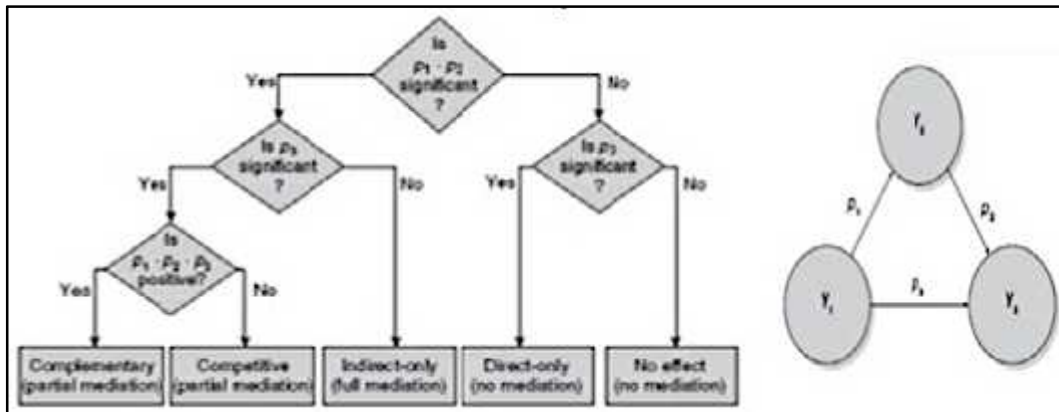 Is
p₁ · p₂
significant
?
Yes
No
Is p₃
significant
?
Is p₃
significant
?
Yes
No
Yes
No
Is
p₁ · p₂ · p₃
positive?
Yes
No
Complementary
(partial mediation)
Competitive
(partial mediation)
Indirect-only
(full mediation)
Direct-only
(no mediation)
No effect
(no mediation)
Y₂
p₁
p₂
Y₁
p₃
Y₃